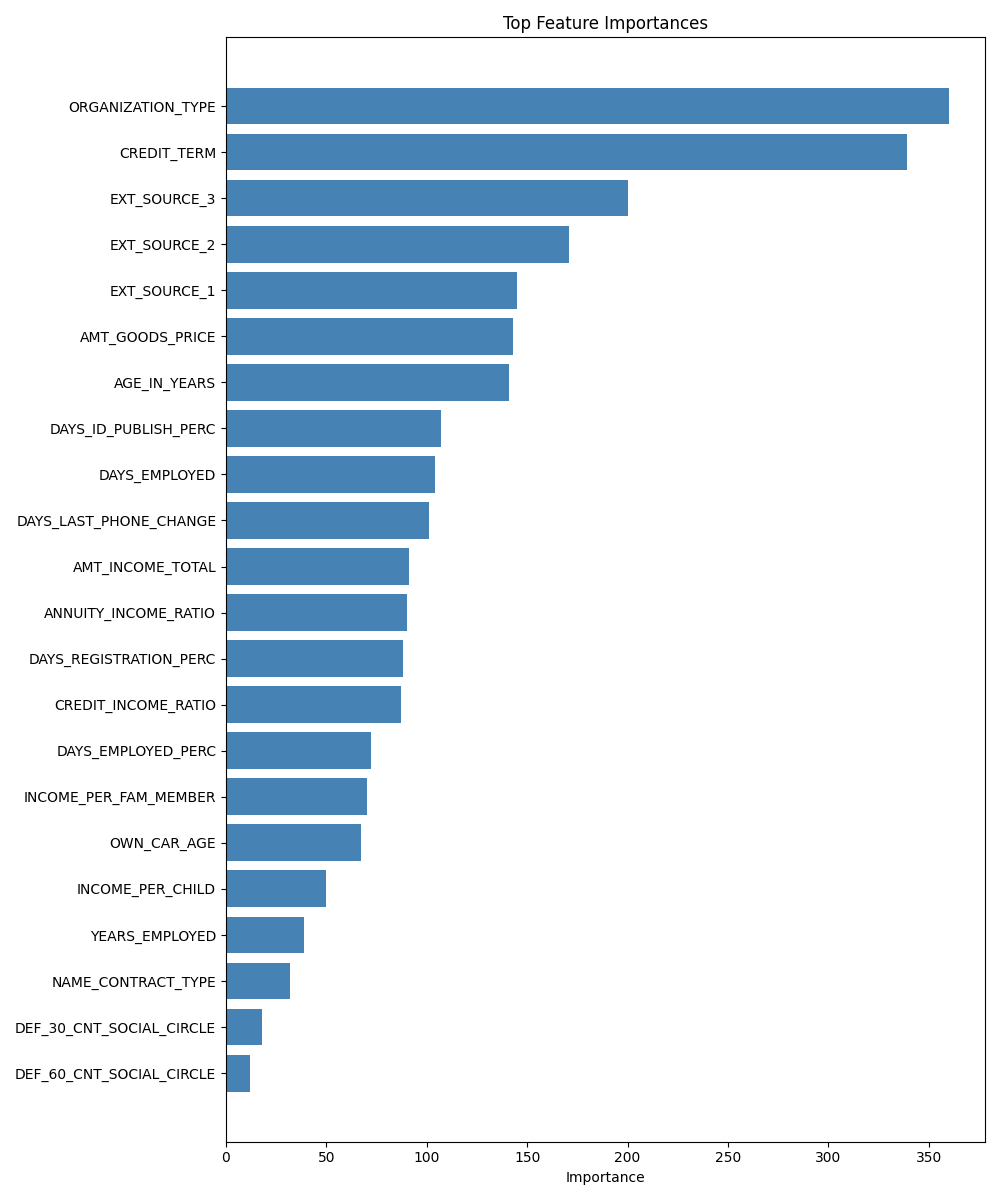 Top Feature Importances
ORGANIZATION_TYPE
CREDIT_TERM
EXT_SOURCE_3
EXT_SOURCE_2
EXT_SOURCE_1
AMT_GOODS_PRICE
AGE_IN_YEARS
DAYS_ID_PUBLISH_PERC
DAYS_EMPLOYED
DAYS_LAST_PHONE_CHANGE
AMT_INCOME_TOTAL
ANNUITY_INCOME_RATIO
DAYS_REGISTRATION_PERC
CREDIT_INCOME_RATIO
DAYS_EMPLOYED_PERC
INCOME_PER_FAM_MEMBER
OWN_CAR_AGE
INCOME_PER_CHILD
YEARS_EMPLOYED
NAME_CONTRACT_TYPE
DEF_30_CNT_SOCIAL_CIRCLE
DEF_60_CNT_SOCIAL_CIRCLE
0 50 100 150 200 250 300 350
Importance